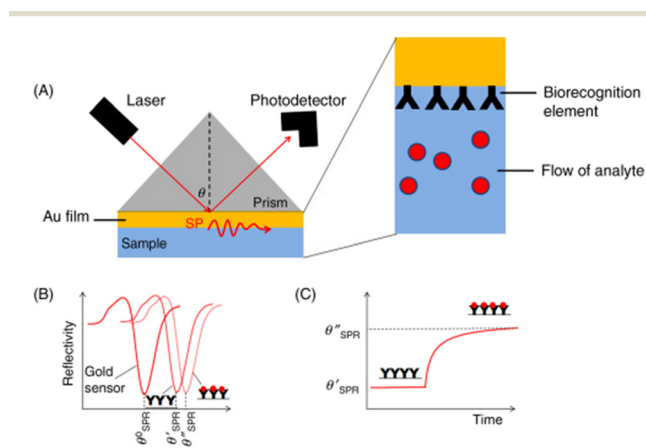 (A)
Laser
Photodetector
θ
Prism
Au film
SP
Sample
Biorecognition
element
Flow of analyte
(B)
Reflectivity
Gold
sensor
θ⁰SPR
θ′SPR
θ″SPR
(C)
θ″SPR
θ′SPR
Time